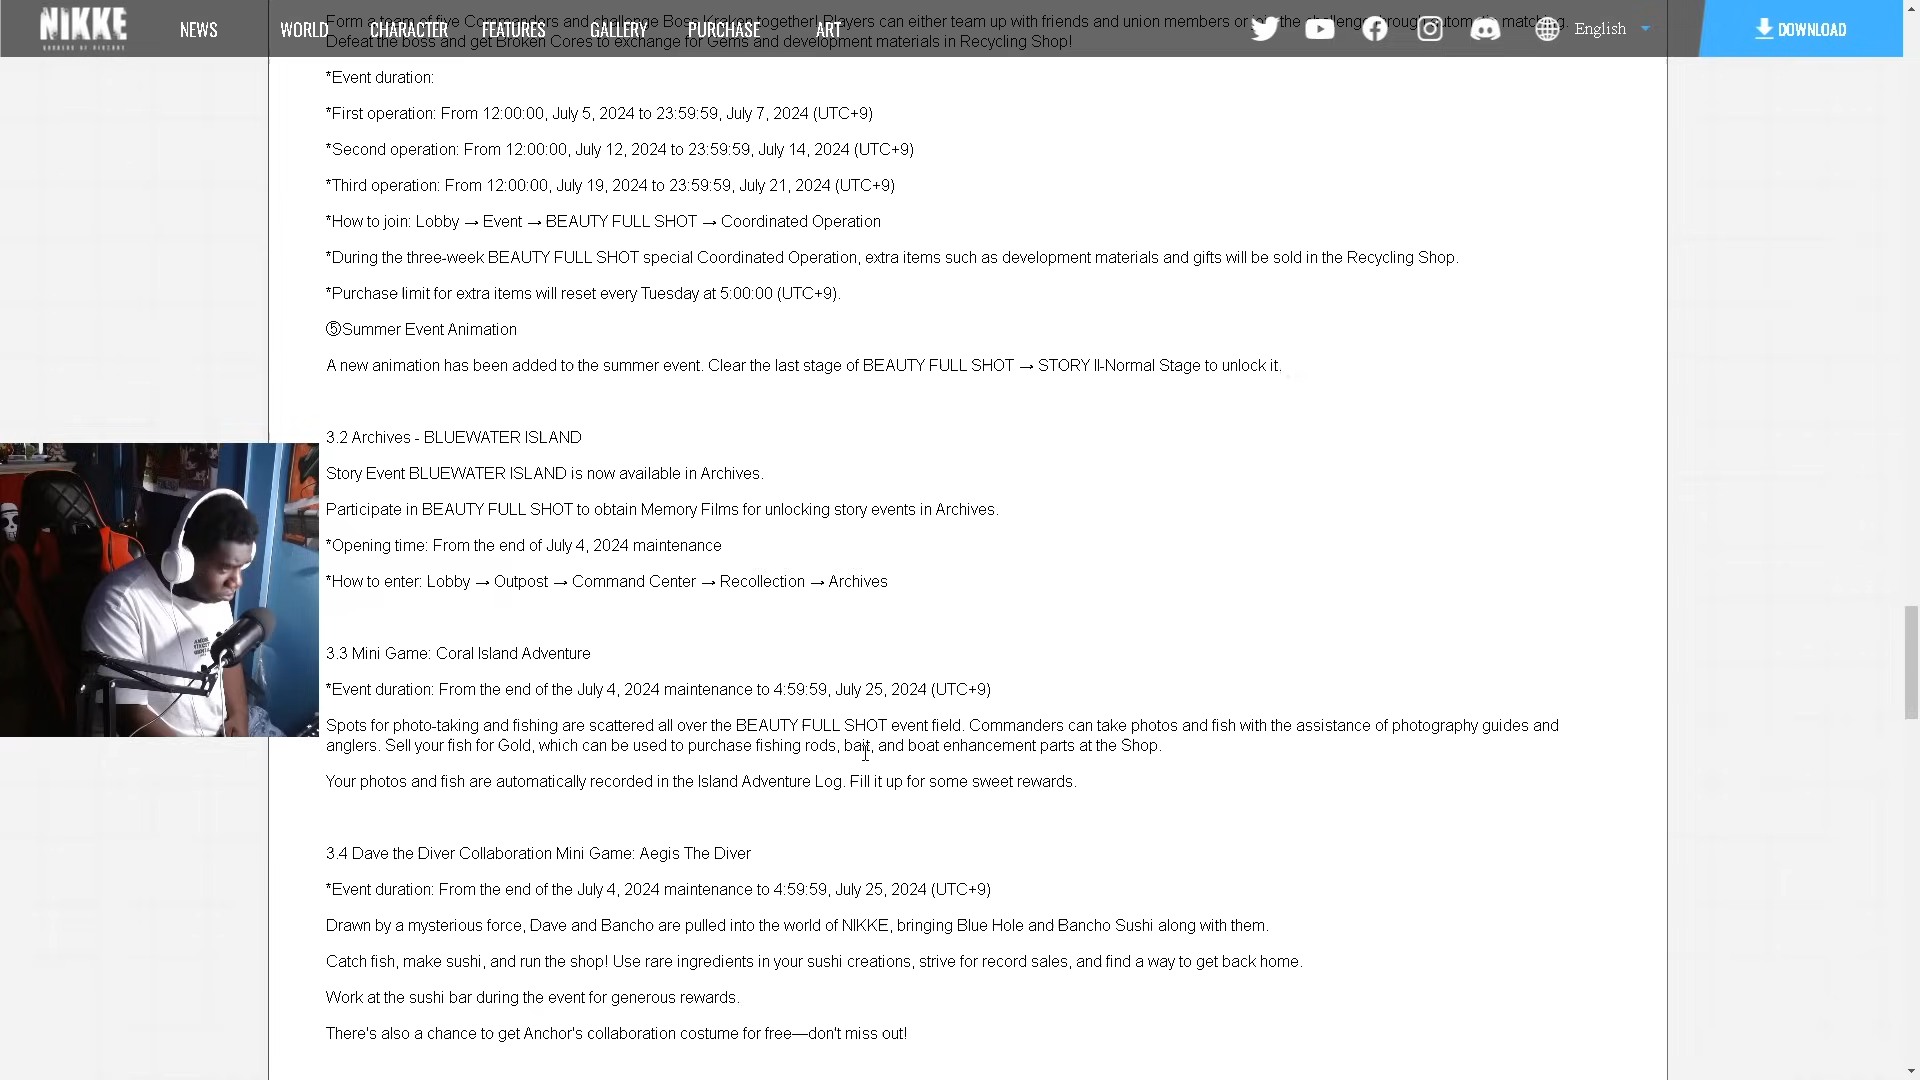 Form a team of five Commanders and challenge Boss Kraken together! Players can either team up with friends and union members or
Defeat the boss and get Broken Cores to exchange for Gems and development materials in Recycling Shop!
NIKKE
NEWS
WORLD
CHARACTER
FEATURES
GALLERY
PURCHASE
ART
English
DOWNLOAD
*Event duration:
*First operation: From 12:00:00, July 5, 2024 to 23:59:59, July 7, 2024 (UTC+9)
*Second operation: From 12:00:00, July 12, 2024 to 23:59:59, July 14, 2024 (UTC+9)
*Third operation: From 12:00:00, July 19, 2024 to 23:59:59, July 21, 2024 (UTC+9)
*How to join: Lobby → Event → BEAUTY FULL SHOT → Coordinated Operation
*During the three-week BEAUTY FULL SHOT special Coordinated Operation, extra items such as development materials and gifts will be sold in the Recycling Shop.
*Purchase limit for extra items will reset every Tuesday at 5:00:00 (UTC+9).
⑤Summer Event Animation
A new animation has been added to the summer event. Clear the last stage of BEAUTY FULL SHOT → STORY II-Normal Stage to unlock it.
3.2 Archives - BLUEWATER ISLAND
Story Event BLUEWATER ISLAND is now available in Archives.
Participate in BEAUTY FULL SHOT to obtain Memory Films for unlocking story events in Archives.
*Opening time: From the end of July 4, 2024 maintenance
*How to enter: Lobby → Outpost → Command Center → Recollection → Archives
3.3 Mini Game: Coral Island Adventure
*Event duration: From the end of the July 4, 2024 maintenance to 4:59:59, July 25, 2024 (UTC+9)
Spots for photo-taking and fishing are scattered all over the BEAUTY FULL SHOT event field. Commanders can take photos and fish with the assistance of photography guides and
anglers. Sell your fish for Gold, which can be used to purchase fishing rods, bait, and boat enhancement parts at the Shop.
Your photos and fish are automatically recorded in the Island Adventure Log. Fill it up for some sweet rewards.
3.4 Dave the Diver Collaboration Mini Game: Aegis The Diver
*Event duration: From the end of the July 4, 2024 maintenance to 4:59:59, July 25, 2024 (UTC+9)
Drawn by a mysterious force, Dave and Bancho are pulled into the world of NIKKE, bringing Blue Hole and Bancho Sushi along with them.
Catch fish, make sushi, and run the shop! Use rare ingredients in your sushi creations, strive for record sales, and find a way to get back home.
Work at the sushi bar during the event for generous rewards.
There's also a chance to get Anchor's collaboration costume for free—don't miss out!